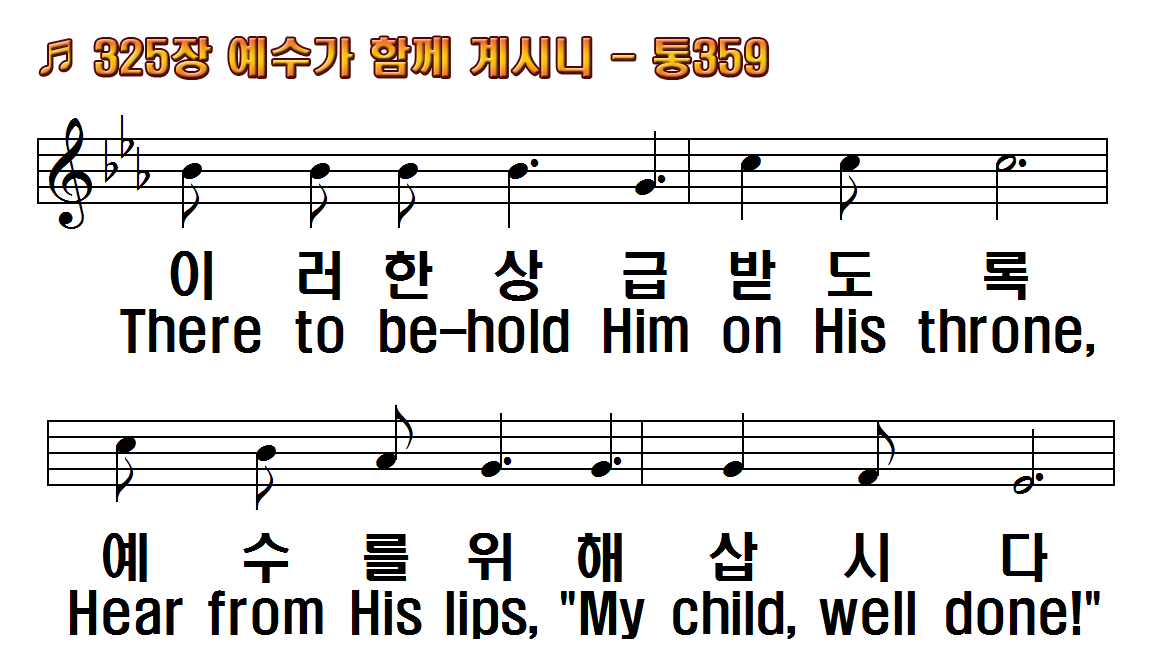 ♬ 325장 예수가 함께 계시니 - 통359
이 러 한 상 급 받 도 록
There to be-hold Him on His throne,
예 수 를 위 해 삽 시 다
Hear from His lips, "My child, well done!"